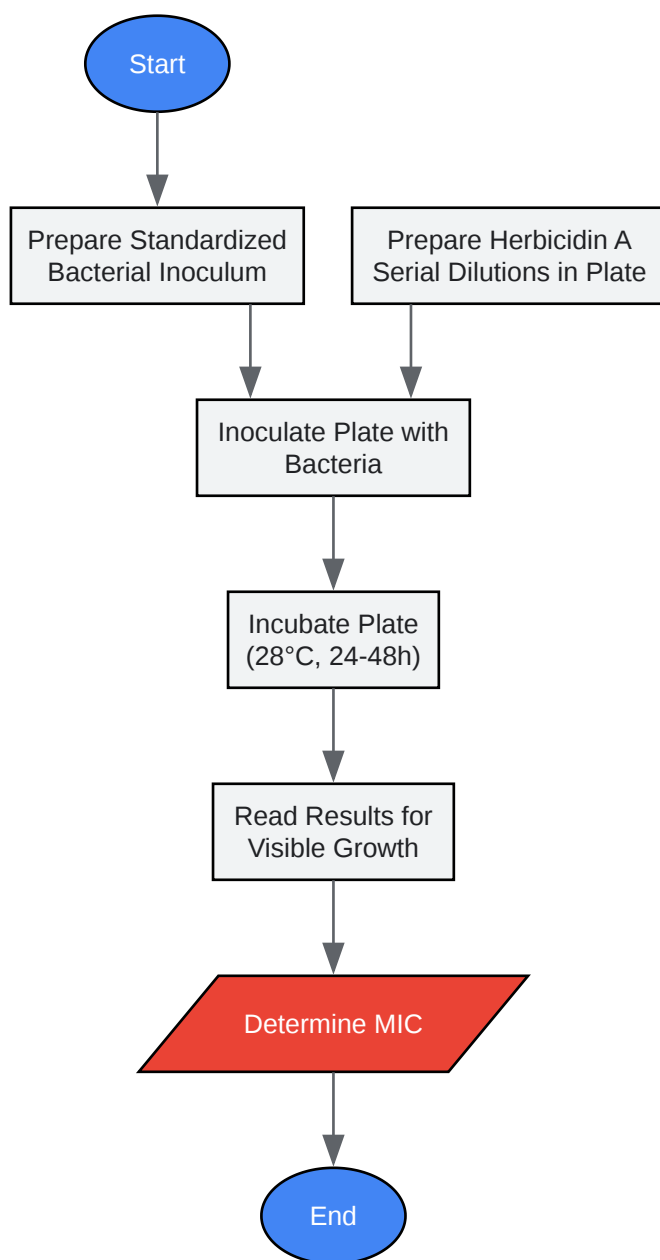 Start
Prepare Standardized
Bacterial Inoculum
Prepare Herbicidin A
Serial Dilutions in Plate
Inoculate Plate with
Bacteria
Incubate Plate
(28°C, 24-48h)
Read Results for
Visible Growth
Determine MIC
End